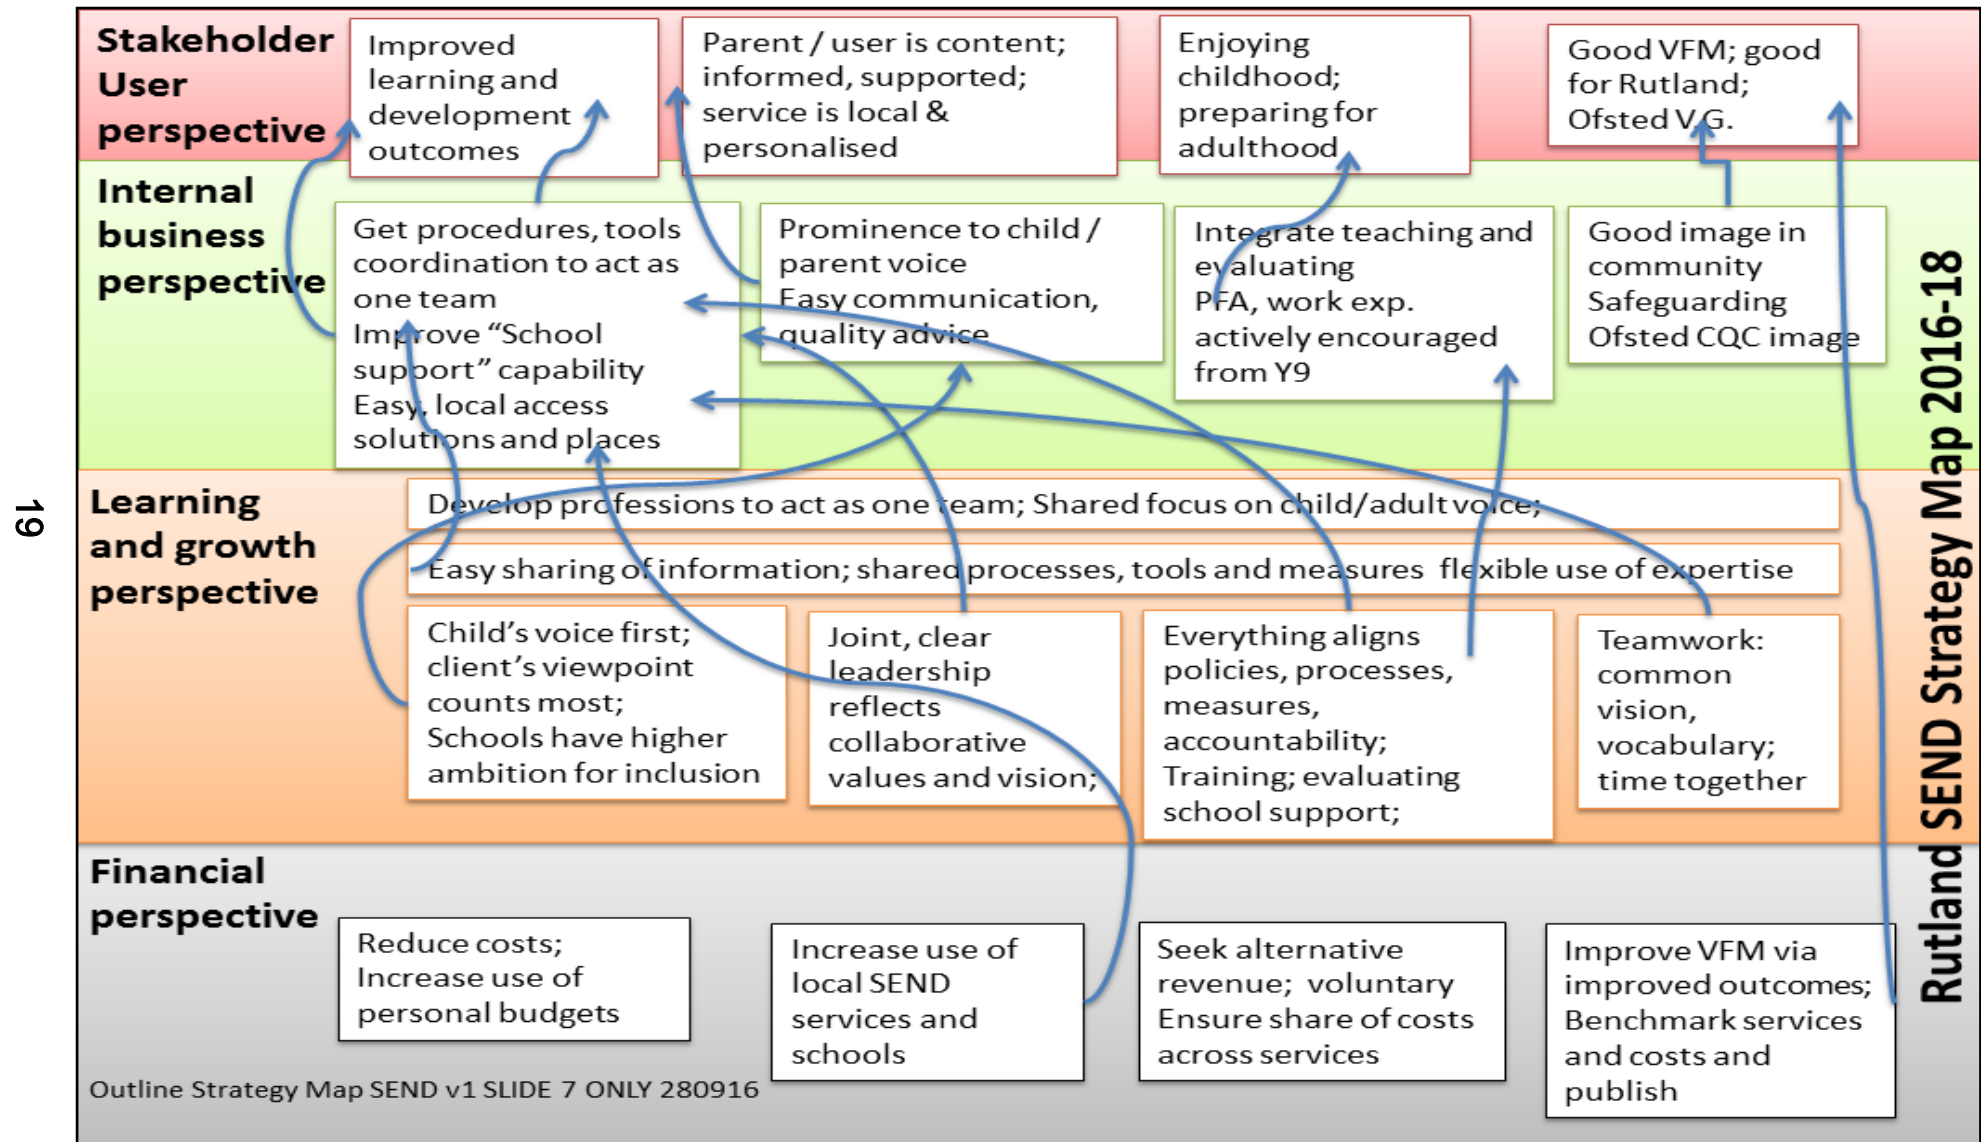 Stakeholder
User
perspective
Improved
learning and
development
outcomes
Parent / user is content;
informed, supported;
service is local &
personalised
Enjoying
childhood;
preparing for
adulthood
Good VFM; good
for Rutland;
Ofsted V.G.
Internal
business
perspective
Get procedures, tools
coordination to act as
one team
Improve “School
support” capability
Easy, local access
solutions and places
Prominence to child /
parent voice
Easy communication,
quality advice
Integrate teaching and
evaluating
PFA, work exp.
actively encouraged
from Y9
Good image in
community
Safeguarding
Ofsted CQC image
Learning
and growth
perspective
Develop professions to act as one team; Shared focus on child/adult voice;
Easy sharing of information; shared processes, tools and measures flexible use of expertise
Child’s voice first;
client’s viewpoint
counts most;
Schools have higher
ambition for inclusion
Joint, clear
leadership
reflects
collaborative
values and vision;
Everything aligns
policies, processes,
measures,
accountability;
Training; evaluating
school support;
Teamwork:
common
vision,
vocabulary;
time together
Financial
perspective
Reduce costs;
Increase use of
personal budgets
Increase use of
local SEND
services and
schools
Seek alternative
revenue; voluntary
Ensure share of costs
across services
Improve VFM via
improved outcomes;
Benchmark services
and costs and
publish
Outline Strategy Map SEND v1 SLIDE 7 ONLY 280916
Rutland SEND Strategy Map 2016-18
19